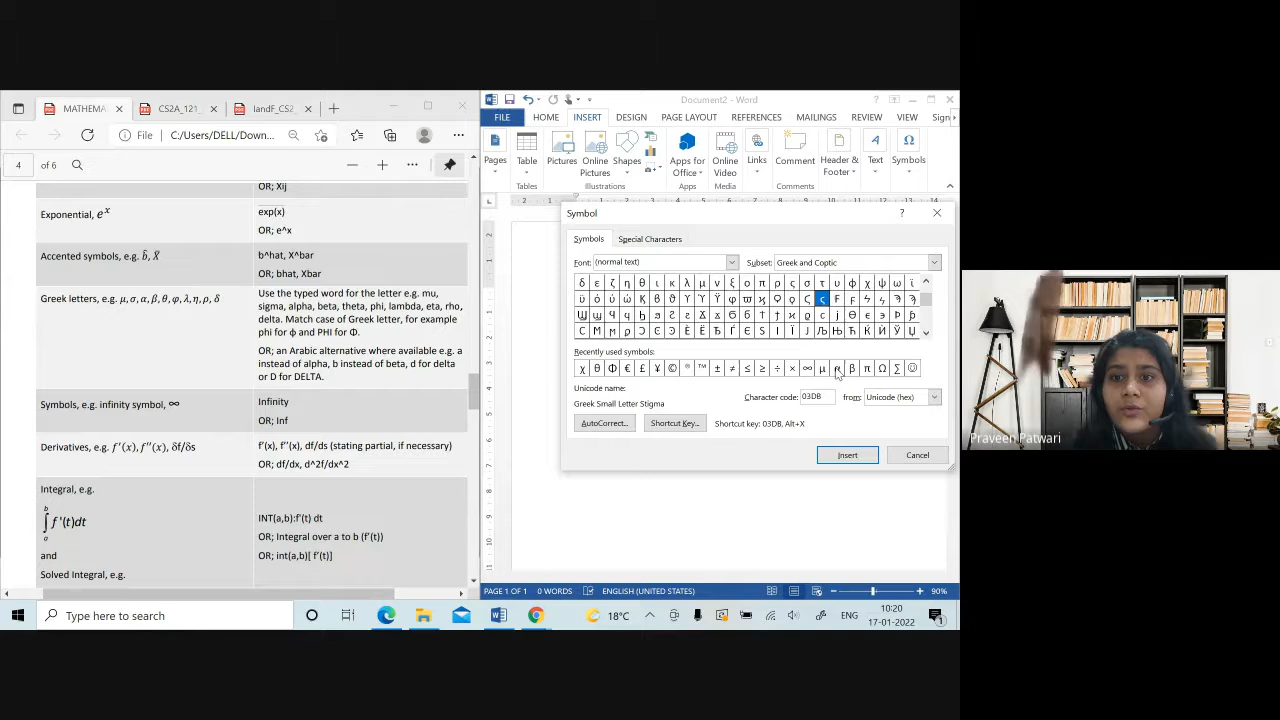 MATHEMA
CS2A_121_
IandF_CS2_
File
C:/Users/DELL/Down...
4
of 6
OR; Xij
Exponential, e^x
exp(x)
OR; e^x
Accented symbols, e.g. b̂, X̄
b^hat, X^bar
OR: bhat, Xbar
Greek letters, e.g. μ, σ, α, β, θ, φ, λ, η, ρ, δ
Use the typed word for the letter e.g. mu,
sigma, alpha, beta, theta, phi, lambda, eta, rho,
delta. Match case of Greek letter, for example
phi for ϕ and PHI for Φ.
OR; an Arabic alternative where available e.g. a
instead of alpha, b instead of beta, d for delta
or D for DELTA.
Symbols, e.g. infinity symbol, ∞
Infinity
OR; Inf
Derivatives, e.g. f'(x), f''(x), δf/δs
f'(x), f''(x), df/ds (stating partial, if necessary)
OR; df/dx, d^2f/dx^2
Integral, e.g.
b
∫ f'(t)dt
a
and
Solved Integral, e.g.
INT(a,b):f'(t) dt
OR; Integral over a to b (f'(t))
OR; int(a,b)[ f'(t)]
Document2 - Word
FILE
HOME
INSERT
DESIGN
PAGE LAYOUT
REFERENCES
MAILINGS
REVIEW
VIEW
Sign
Pages
Table
Pictures
Online
Pictures
Shapes
Apps for
Office
Online
Video
Links
Comment
Header &
Footer
Text
Symbols
Tables
Illustrations
Apps
Media
Comments
Symbol
Symbols
Special Characters
Font: (normal text)
Subset: Greek and Coptic
δ ε ζ η θ ι κ λ μ ν ξ ο π ρ ς σ τ υ φ χ ψ ω ϊ
Recently used symbols:
χ θ Φ € £ ¥ © ® ™ ± ≠ ≤ ≥ ÷ × ∞ μ α β π Ω ∑ ☺
Unicode name:
Greek Small Letter Stigma
Character code: 03DB
from: Unicode (hex)
AutoCorrect...
Shortcut Key...
Shortcut key: 03DB, Alt+X
Insert
Cancel
PAGE 1 OF 1
0 WORDS
ENGLISH (UNITED STATES)
90%
Type here to search
18°C
ENG
10:20
17-01-2022
Praveen Patwari